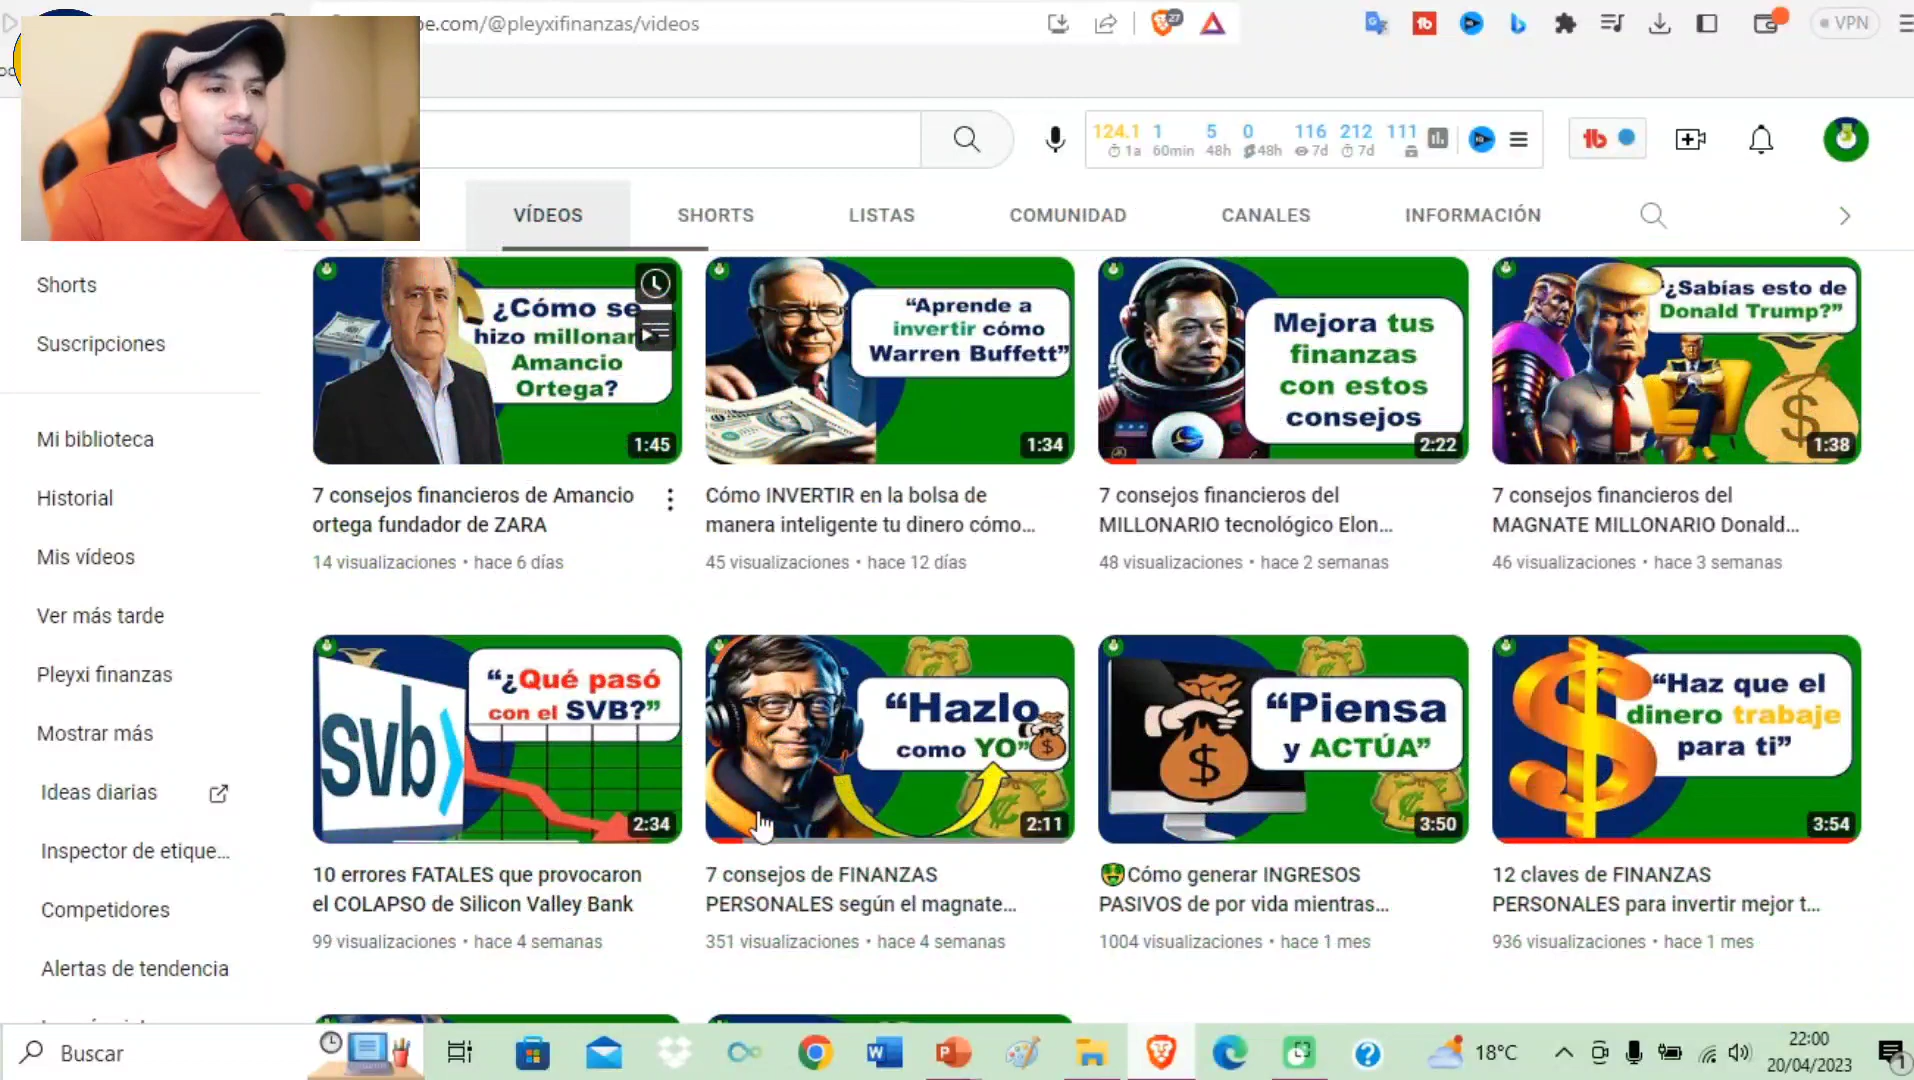 be.com/@pleyxifinanzas/videos
27
VPN
124.1 1 5 0 116 212 111
1a 60min 48h 48h 7d 7d
VÍDEOS
SHORTS
LISTAS
COMUNIDAD
CANALES
INFORMACIÓN
Shorts
Suscripciones
Mi biblioteca
Historial
Mis vídeos
Ver más tarde
Pleyxi finanzas
Mostrar más
Ideas diarias
Inspector de etique...
Competidores
Alertas de tendencia
¿Cómo se
hizo millonar
Amancio
Ortega?
1:45
7 consejos financieros de Amancio
ortega fundador de ZARA
14 visualizaciones • hace 6 días
“Aprende a
invertir cómo
Warren Buffett”
1:34
Cómo INVERTIR en la bolsa de
manera inteligente tu dinero cómo...
45 visualizaciones • hace 12 días
Mejora tus
finanzas
con estos
consejos
2:22
7 consejos financieros del
MILLONARIO tecnológico Elon...
48 visualizaciones • hace 2 semanas
“¿Sabías esto de
Donald Trump?”
$
1:38
7 consejos financieros del
MAGNATE MILLONARIO Donald...
46 visualizaciones • hace 3 semanas
svb
“¿Qué pasó
con el SVB?”
2:34
10 errores FATALES que provocaron
el COLAPSO de Silicon Valley Bank
99 visualizaciones • hace 4 semanas
“Hazlo
como YO”
2:11
7 consejos de FINANZAS
PERSONALES según el magnate...
351 visualizaciones • hace 4 semanas
“Piensa
y ACTÚA”
$
3:50
🤑Cómo generar INGRESOS
PASIVOS de por vida mientras...
1004 visualizaciones • hace 1 mes
“Haz que el
dinero trabaje
para ti”
3:54
12 claves de FINANZAS
PERSONALES para invertir mejor t...
936 visualizaciones • hace 1 mes
Buscar
18°C
22:00
20/04/2023
1